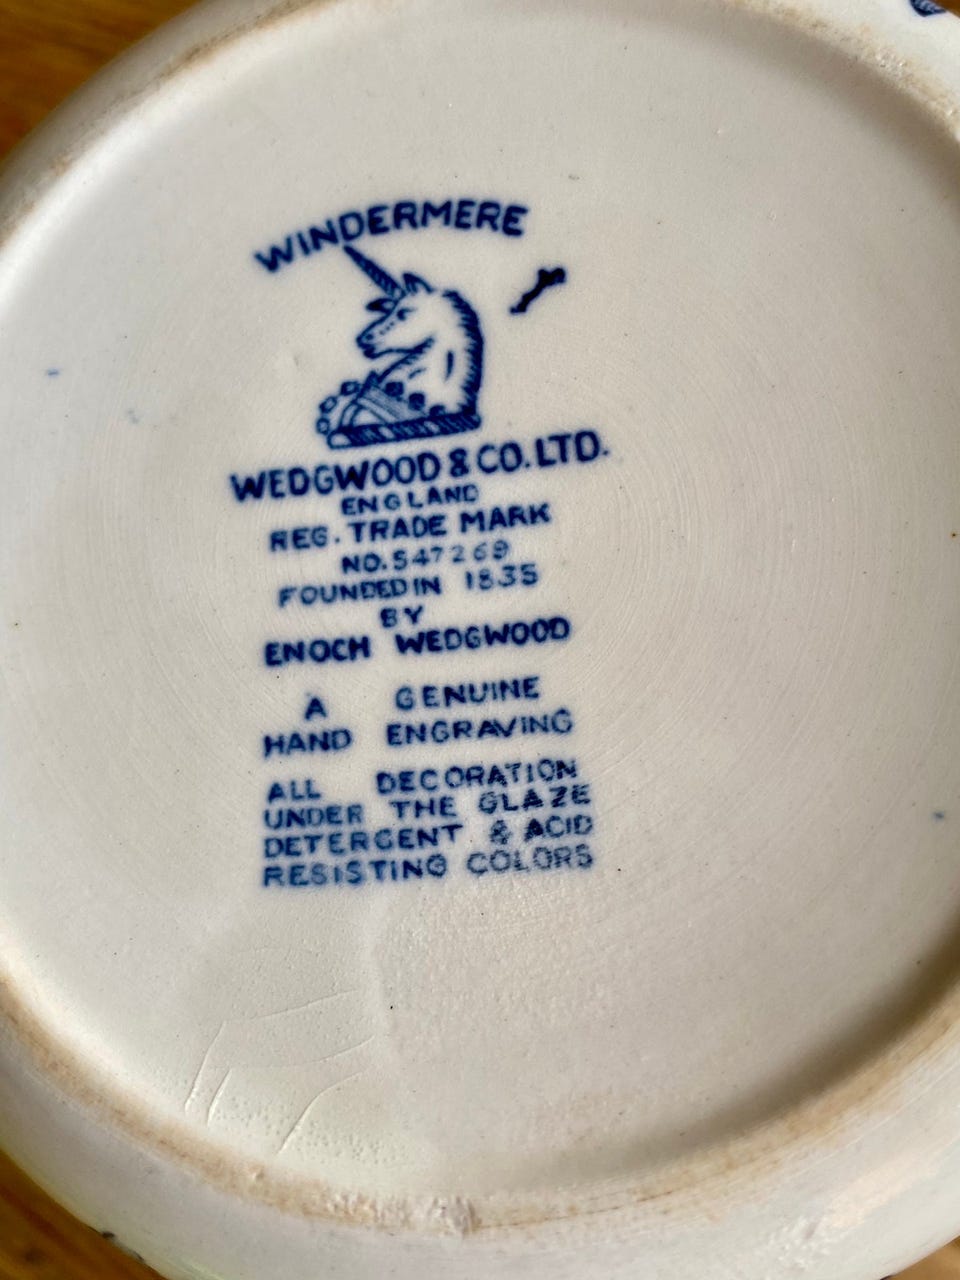 WINDERMERE
WEDGWOOD & CO. LTD.
ENGLAND
REG. TRADE MARK
NO. 547269
FOUNDED IN 1835
BY
ENOCH WEDGWOOD
A GENUINE
HAND ENGRAVING
ALL DECORATION
UNDER THE GLAZE
DETERGENT & ACID
RESISTING COLORS